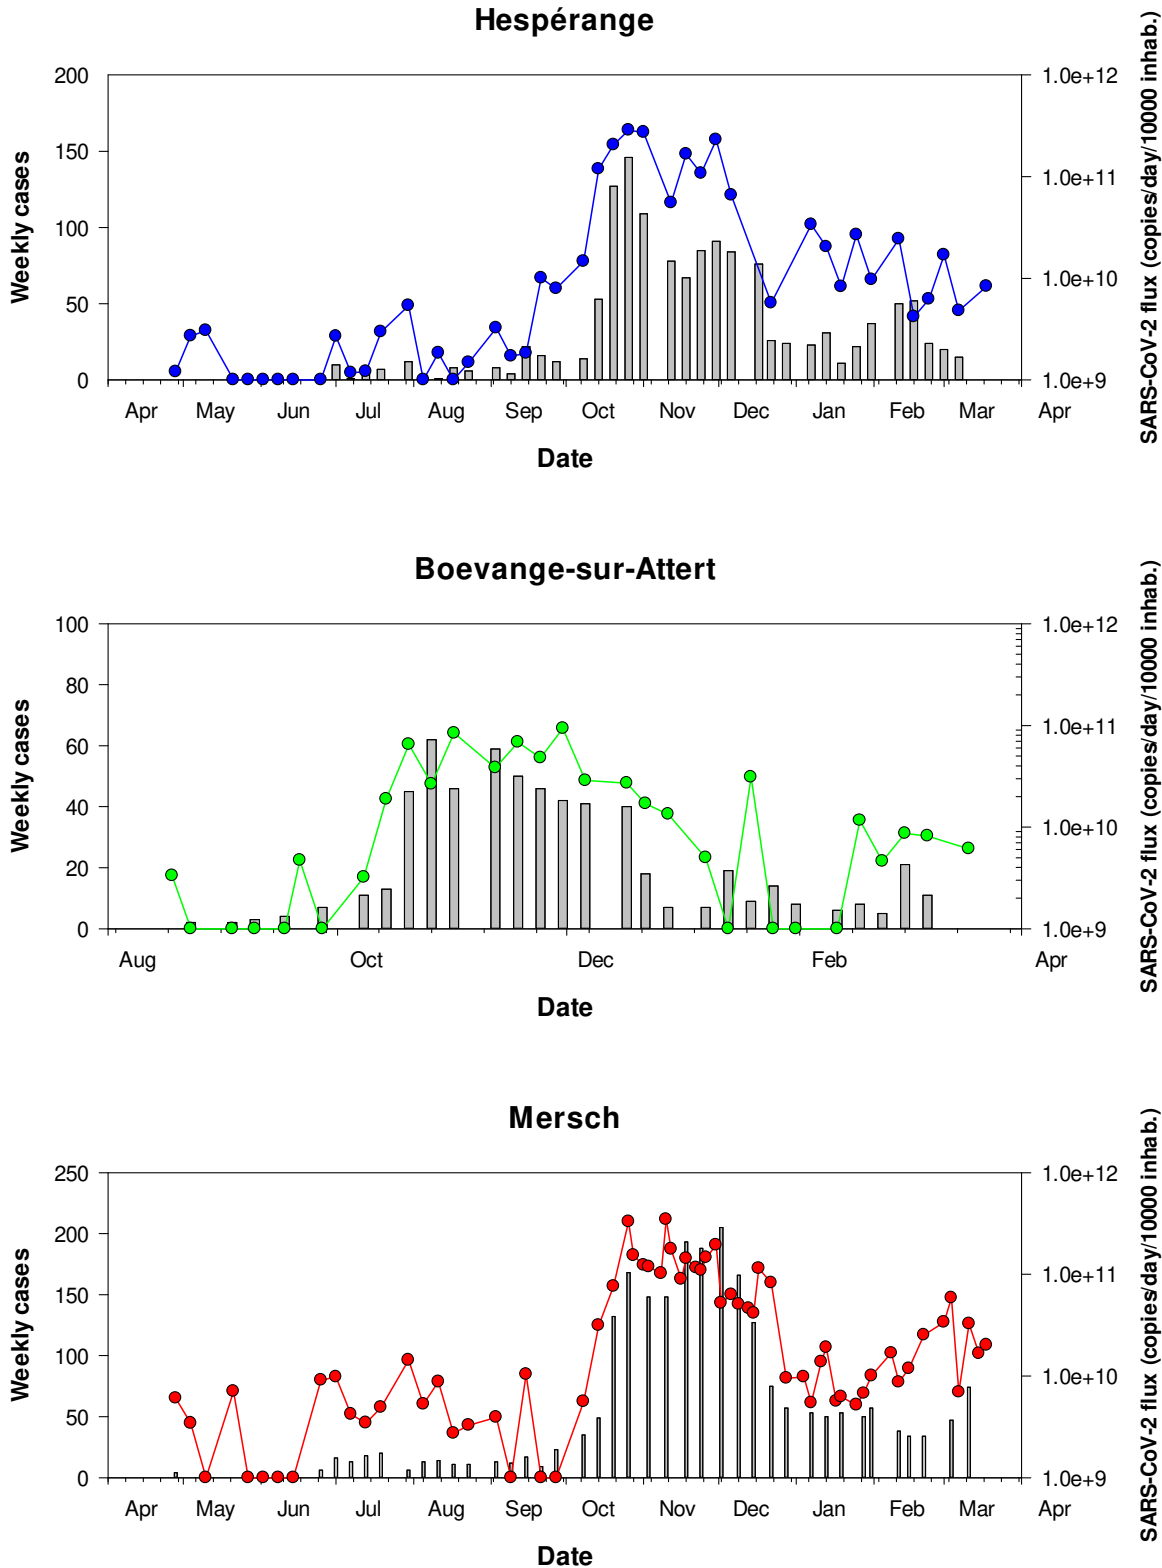 Hespérange
200
150
100
50
0
Weekly cases
1.0e+12
1.0e+11
1.0e+10
1.0e+9
SARS-CoV-2 flux (copies/day/10000 inhab.)
Apr May Jun Jul Aug Sep Oct Nov Dec Jan Feb Mar Apr
Date
Boevange-sur-Attert
100
80
60
40
20
0
Weekly cases
1.0e+12
1.0e+11
1.0e+10
1.0e+9
SARS-CoV-2 flux (copies/day/10000 inhab.)
Aug Oct Dec Feb Apr
Date
Mersch
250
200
150
100
50
0
Weekly cases
1.0e+12
1.0e+11
1.0e+10
1.0e+9
SARS-CoV-2 flux (copies/day/10000 inhab.)
Apr May Jun Jul Aug Sep Oct Nov Dec Jan Feb Mar Apr
Date